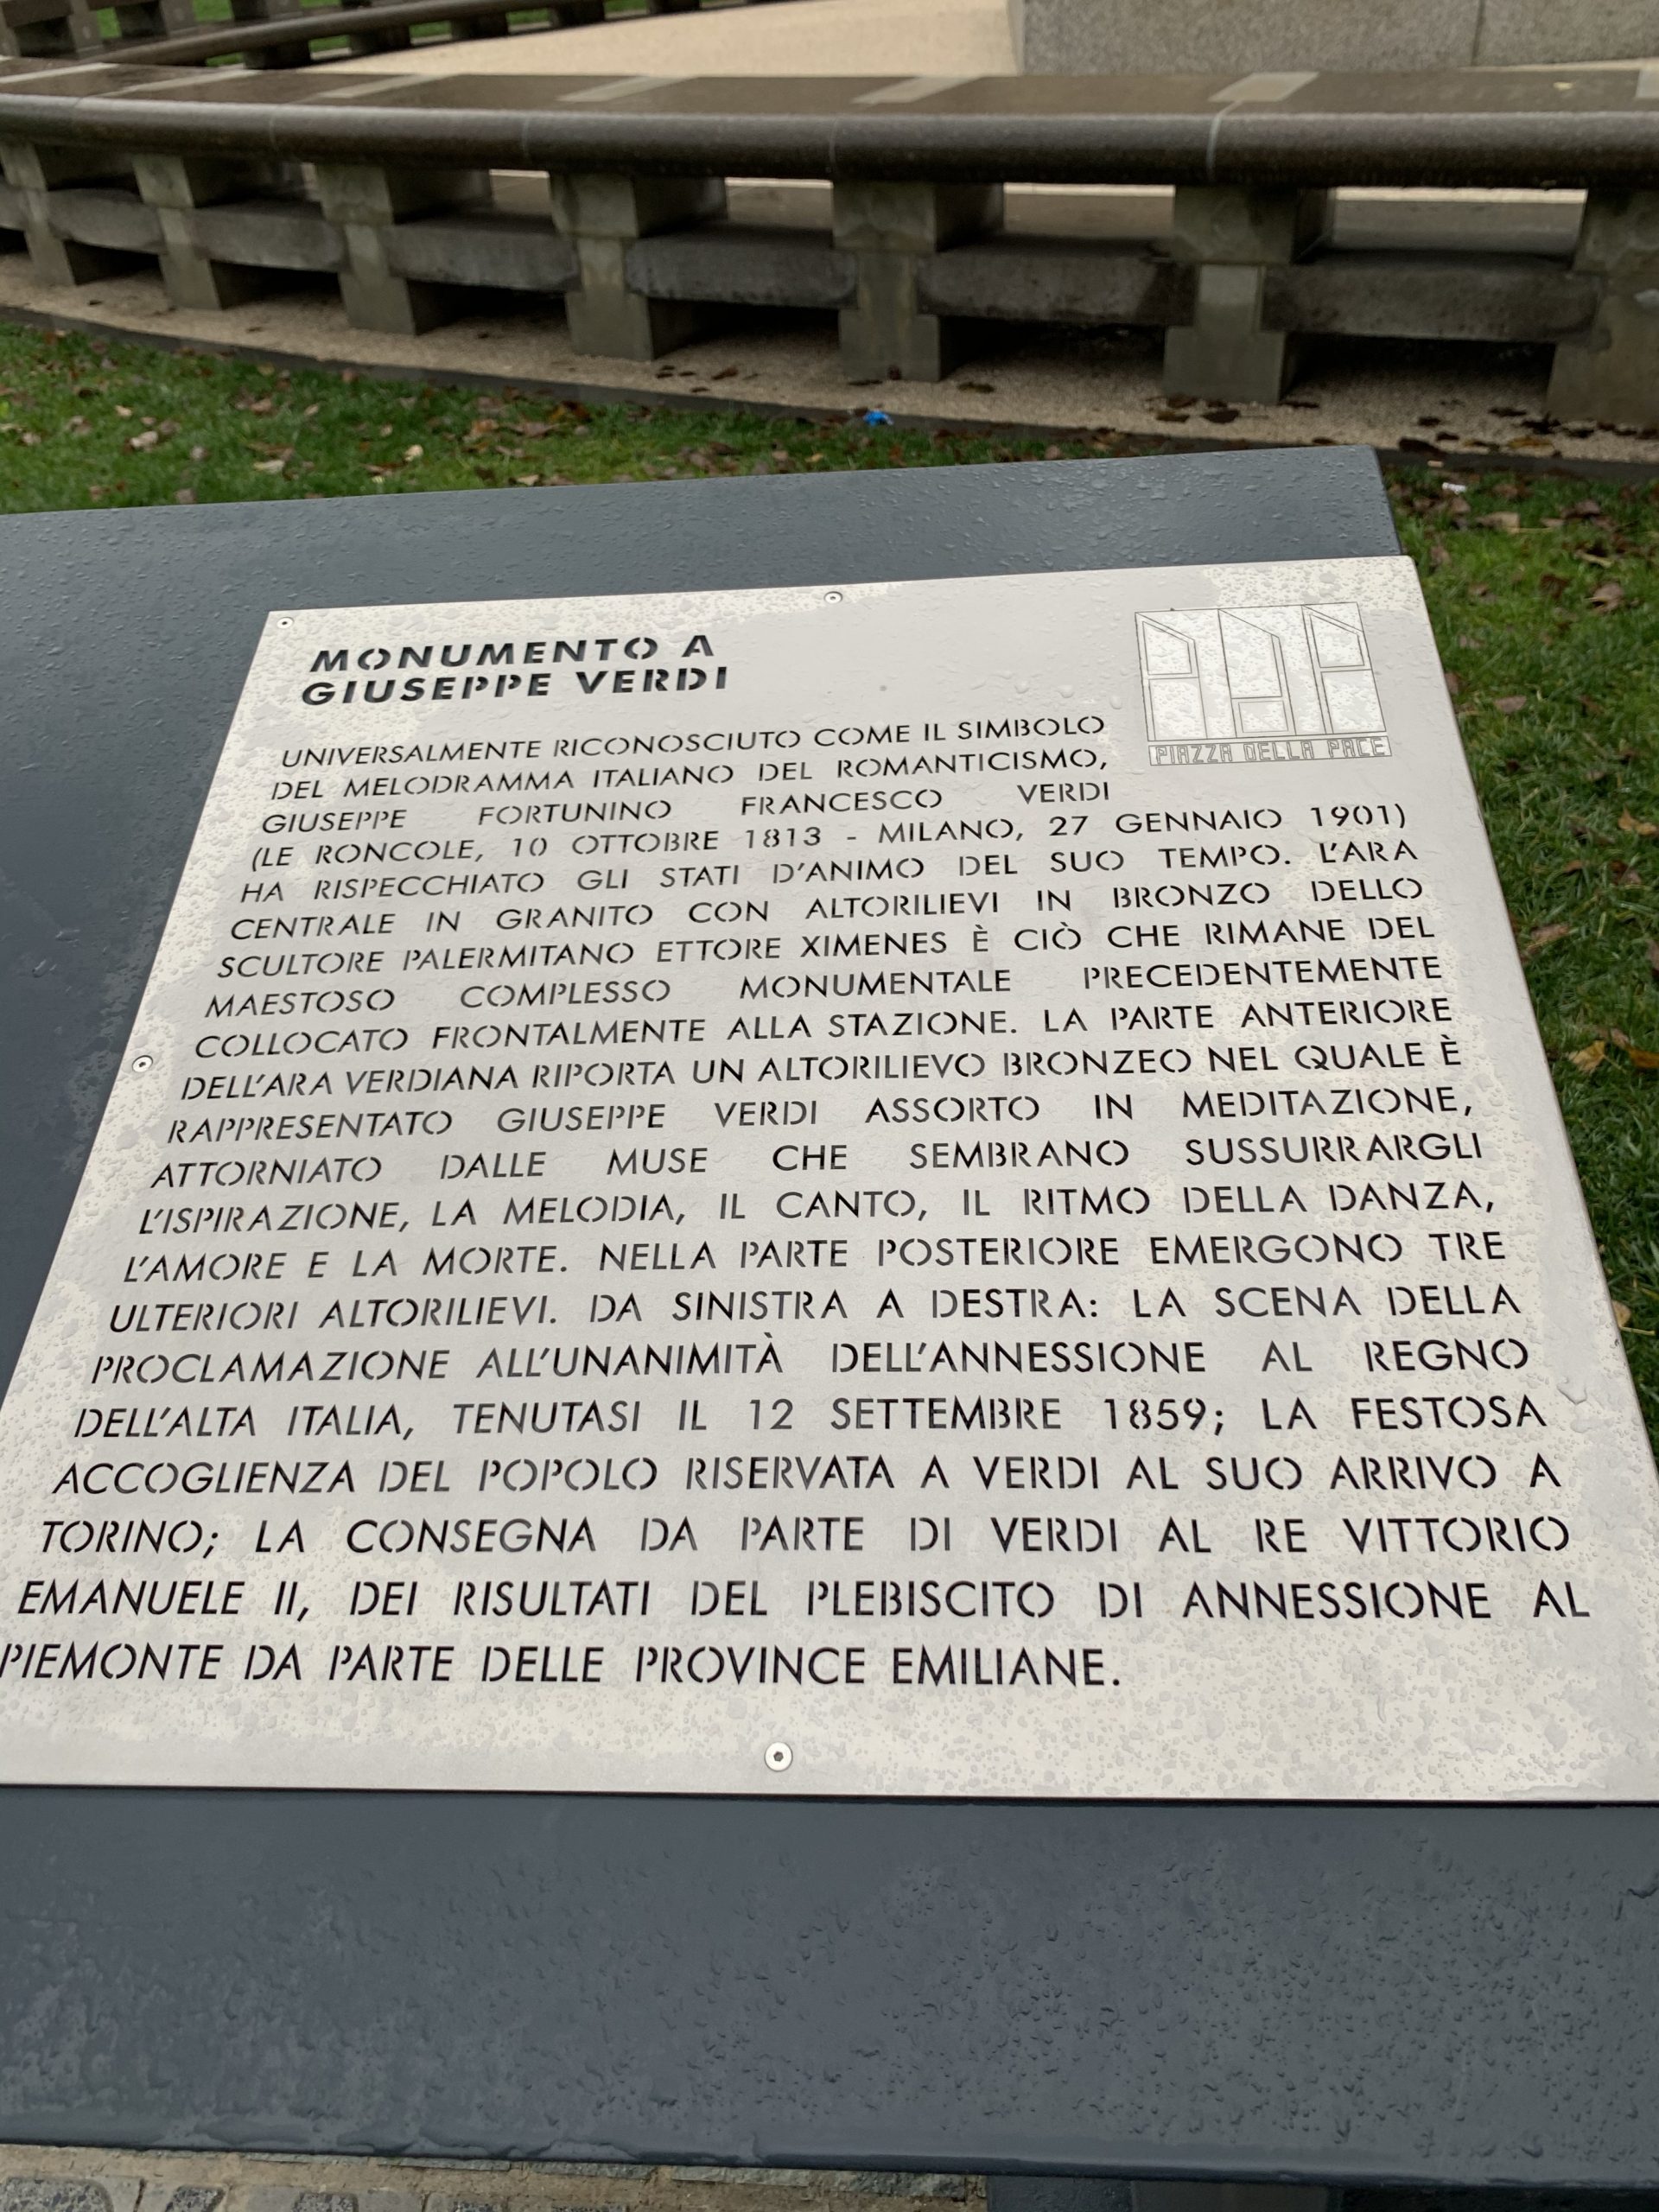 MONUMENTO A
GIUSEPPE VERDI
PIAZZA DELLA PACE
UNIVERSALMENTE RICONOSCIUTO COME IL SIMBOLO
DEL MELODRAMMA ITALIANO DEL ROMANTICISMO,
GIUSEPPE FORTUNINO FRANCESCO VERDI
(LE RONCOLE, 10 OTTOBRE 1813 - MILANO, 27 GENNAIO 1901)
HA RISPECCHIATO GLI STATI D'ANIMO DEL SUO TEMPO. L'ARA
CENTRALE IN GRANITO CON ALTORILIEVI IN BRONZO DELLO
SCULTORE PALERMITANO ETTORE XIMENES È CIÒ CHE RIMANE DEL
MAESTOSO COMPLESSO MONUMENTALE PRECEDENTEMENTE
COLLOCATO FRONTALMENTE ALLA STAZIONE. LA PARTE ANTERIORE
DELL'ARA VERDIANA RIPORTA UN ALTORILIEVO BRONZEO NEL QUALE È
RAPPRESENTATO GIUSEPPE VERDI ASSORTO IN MEDITAZIONE,
ATTORNIATO DALLE MUSE CHE SEMBRANO SUSSURRARGLI
L'ISPIRAZIONE, LA MELODIA, IL CANTO, IL RITMO DELLA DANZA,
L'AMORE E LA MORTE. NELLA PARTE POSTERIORE EMERGONO TRE
ULTERIORI ALTORILIEVI. DA SINISTRA A DESTRA: LA SCENA DELLA
PROCLAMAZIONE ALL'UNANIMITÀ DELL'ANNESSIONE AL REGNO
DELL'ALTA ITALIA, TENUTASI IL 12 SETTEMBRE 1859; LA FESTOSA
ACCOGLIENZA DEL POPOLO RISERVATA A VERDI AL SUO ARRIVO A
TORINO; LA CONSEGNA DA PARTE DI VERDI AL RE VITTORIO
EMANUELE II, DEI RISULTATI DEL PLEBISCITO DI ANNESSIONE AL
PIEMONTE DA PARTE DELLE PROVINCE EMILIANE.